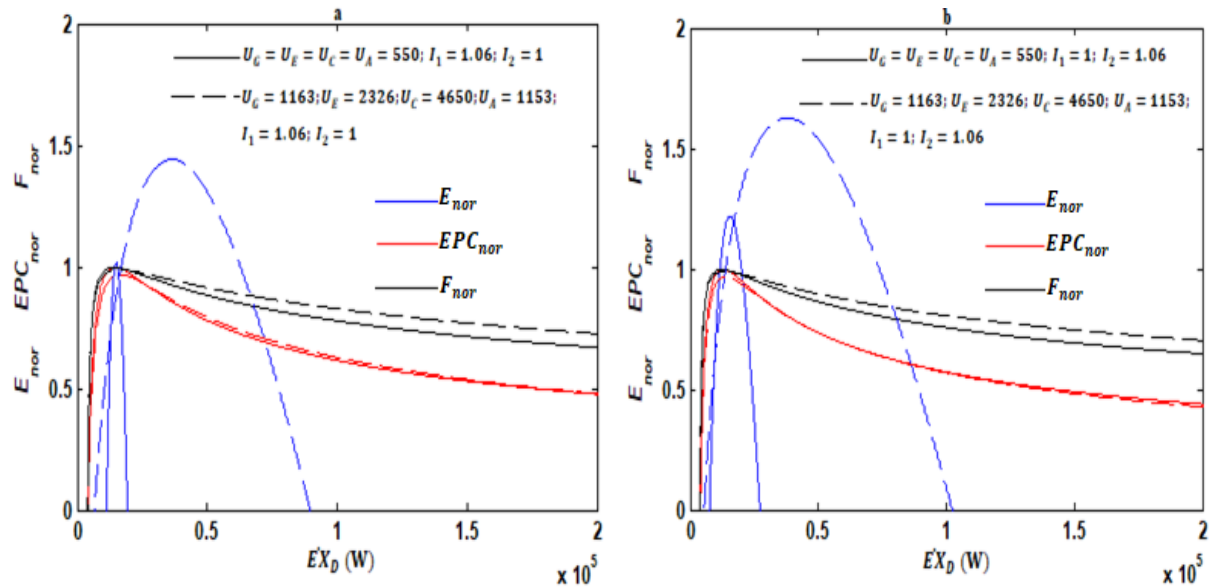 a
E_nor EPC_nor F_nor
2
1.5
1
0.5
0
U_G = U_E = U_C = U_A = 550; I_1 = 1.06; I_2 = 1
U_G = 1163; U_E = 2326; U_C = 4650; U_A = 1153;
I_1 = 1.06; I_2 = 1
E_nor
EPC_nor
F_nor
0 0.5 1 1.5 2
ĖX_D (W)
x 10^5
b
E_nor EPC_nor F_nor
2
1.5
1
0.5
0
U_G = U_E = U_C = U_A = 550; I_1 = 1; I_2 = 1.06
U_G = 1163; U_E = 2326; U_C = 4650; U_A = 1153;
I_1 = 1; I_2 = 1.06
E_nor
EPC_nor
F_nor
0 0.5 1 1.5 2
ĖX_D (W)
x 10^5